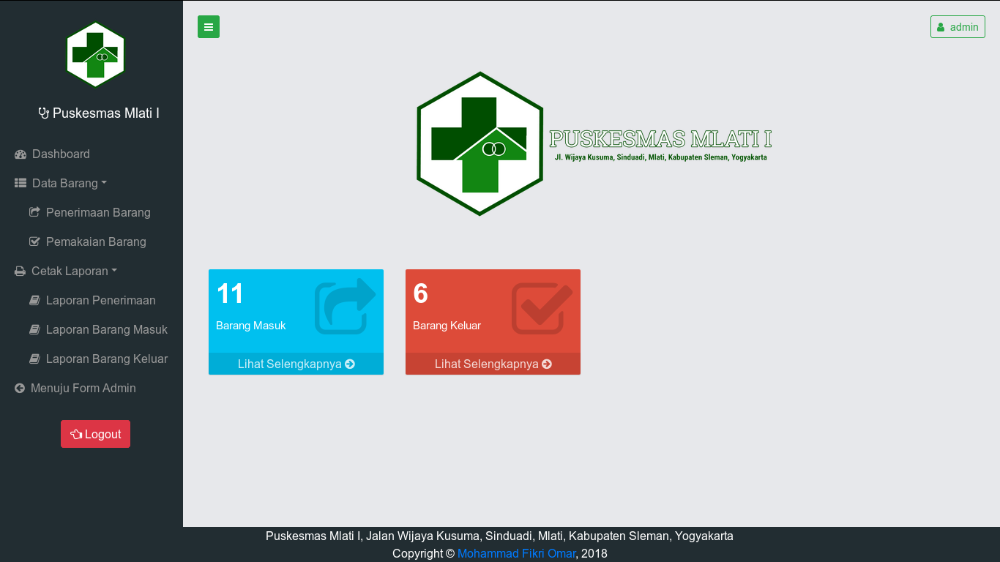 Puskesmas Mlati I
Dashboard
Data Barang
Penerimaan Barang
Pemakaian Barang
Cetak Laporan
Laporan Penerimaan
Laporan Barang Masuk
Laporan Barang Keluar
Menuju Form Admin
Logout
admin
PUSKESMAS MLATI I
Jl. Wijaya Kusuma, Sinduadi, Mlati, Kabupaten Sleman, Yogyakarta
11
Barang Masuk
Lihat Selengkapnya
6
Barang Keluar
Lihat Selengkapnya
Puskesmas Mlati I, Jalan Wijaya Kusuma, Sinduadi, Mlati, Kabupaten Sleman, Yogyakarta
Copyright © Mohammad Fikri Omar, 2018